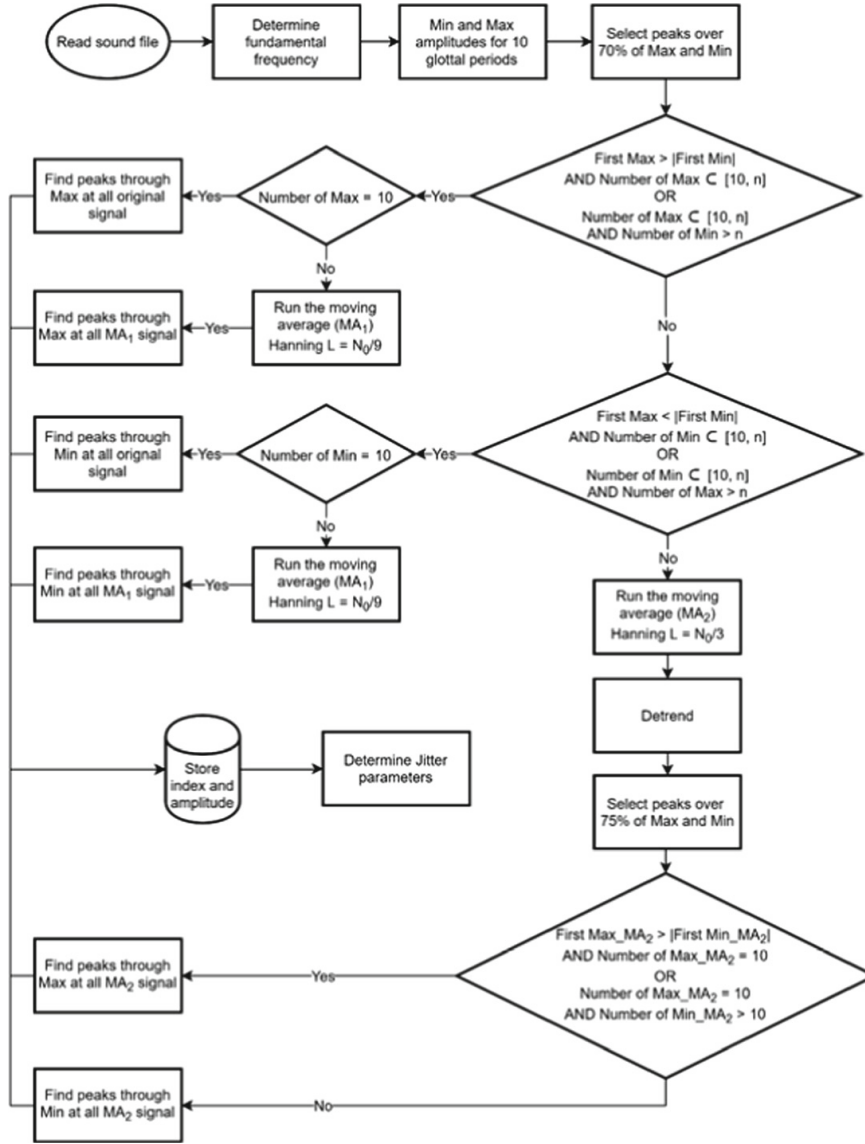 Read sound file
Determine
fundamental
frequency
Min and Max
amplitudes for 10
glottal periods
Select peaks over
70% of Max and Min
First Max > |First Min|
AND Number of Max ⊂ [10, n]
OR
Number of Max ⊂ [10, n]
AND Number of Min > n
Yes
Number of Max = 10
Yes
Find peaks through
Max at all original
signal
No
Run the moving
average (MA₁)
Hanning L = N₀/9
Yes
Find peaks through
Max at all MA₁ signal
No
First Max < |First Min|
AND Number of Min ⊂ [10, n]
OR
Number of Min ⊂ [10, n]
AND Number of Max > n
Yes
Number of Min = 10
Yes
Find peaks through
Min at all orignal
signal
No
Run the moving
average (MA₁)
Hanning L = N₀/9
Yes
Find peaks through
Min at all MA₁ signal
No
Run the moving
average (MA₂)
Hanning L = N₀/3
Detrend
Select peaks over
75% of Max and Min
Store
index and
amplitude
Determine Jitter
parameters
First Max_MA₂ > |First Min_MA₂|
AND Number of Max_MA₂ = 10
OR
Number of Max_MA₂ = 10
AND Number of Min_MA₂ > 10
Yes
Find peaks through
Max at all MA₂ signal
No
Find peaks through
Min at all MA₂ signal